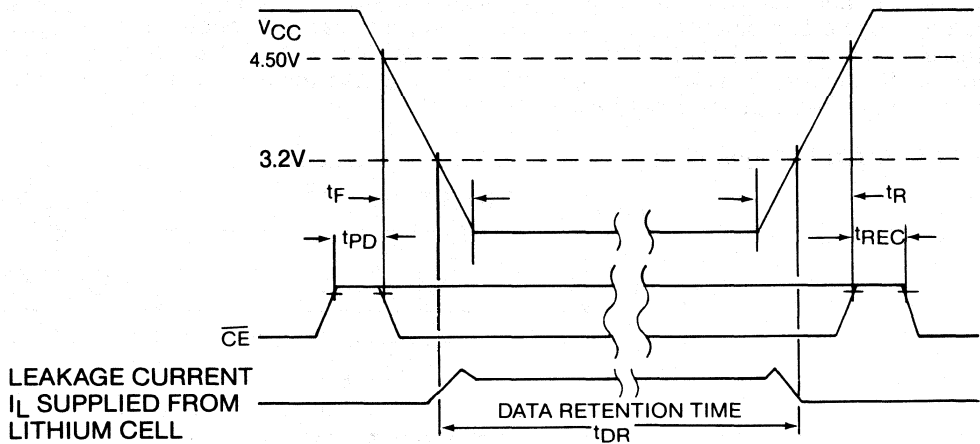 VCC
4.50V
3.2V
tF
tR
tPD
tREC
CE
LEAKAGE CURRENT
IL SUPPLIED FROM
LITHIUM CELL
DATA RETENTION TIME
tDR